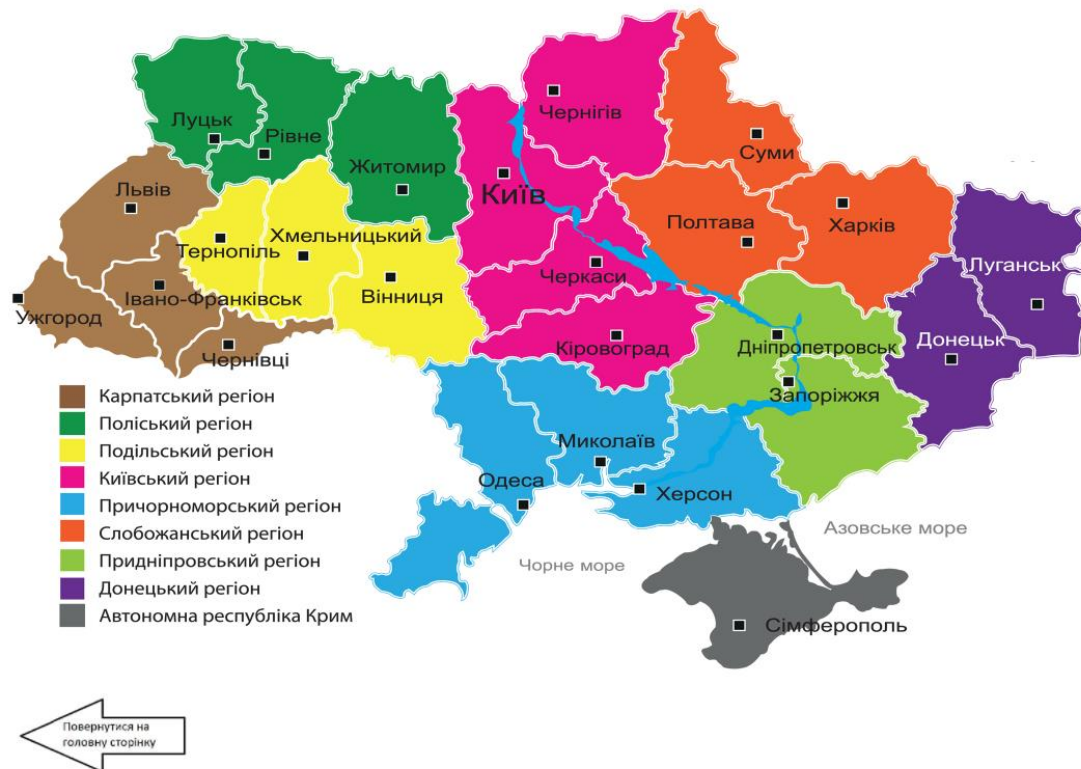 Чернігів
Луцьк
Рівне
Суми
Житомир
Київ
Львів
Полтава
Харків
Тернопіль
Хмельницький
Черкаси
Луганськ
Вінниця
Івано-Франківськ
Ужгород
Чернівці
Кіровоград
Дніпропетровськ
Донецьк
Запоріжжя
Миколаїв
Одеса
Херсон
Азовське море
Чорне море
Сімферополь
Карпатський регіон
Поліський регіон
Подільський регіон
Київський регіон
Причорноморський регіон
Слобожанський регіон
Придніпровський регіон
Донецький регіон
Автономна республіка Крим
Повернутися на
головну сторінку